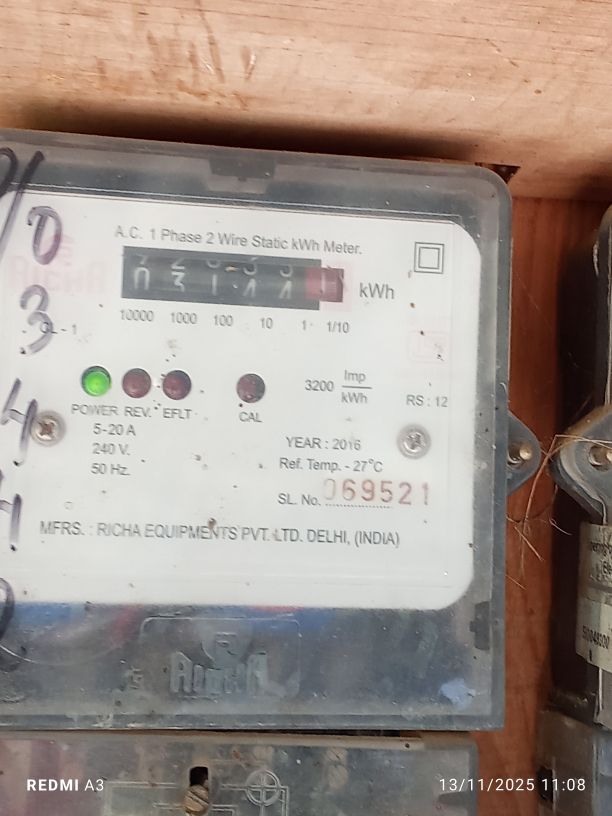 A.C. 1 Phase 2 Wire Static kWh Meter.
kWh
10000 1000 100 10 1 1/10
CL - 1
3200 Imp
kWh
RS : 12
POWER REV. EFLT CAL
5-20 A
240 V.
50 Hz.
YEAR : 2016
Ref. Temp. - 27°C
SL. No. 069521
MFRS. : RICHA EQUIPMENTS PVT. LTD. DELHI, (INDIA)
REDMI A3
13/11/2025 11:08